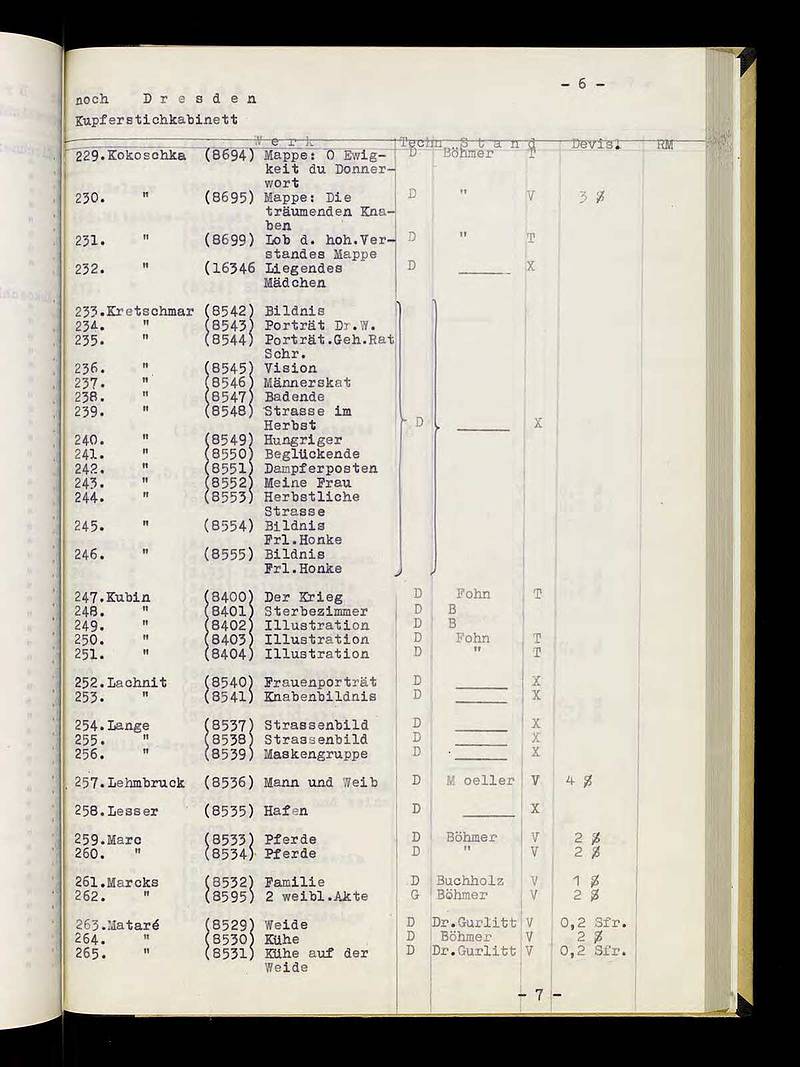 - 6 -
noch D r e s d e n
Kupferstichkabinett
W e r k Techn. S t a n d Devis. RM
229.Kokoschka (8694) Mappe: O Ewig- D Böhmer T
keit du Donner-
wort
230. " (8695) Mappe: Die D " V 3 $
träumenden Kna-
ben
231. " (8699) Lob d. hoh.Ver- D " T
standes Mappe
232. " (16346 Liegendes D ______ X
Mädchen
233.Kretschmar (8542) Bildnis
234. " (8543) Porträt Dr.W.
235. " (8544) Porträt.Geh.Rat
Schr.
236. " (8545) Vision
237. " (8546) Männerskat
238. " (8547) Badende
239. " (8548) Strasse im
Herbst D ______ X
240. " (8549) Hungriger
241. " (8550) Beglückende
242. " (8551) Dampferposten
243. " (8552) Meine Frau
244. " (8553) Herbstliche
Strasse
245. " (8554) Bildnis
Frl.Honke
246. " (8555) Bildnis
Frl.Honke
247.Kubin (8400) Der Krieg D Fohn T
248. " (8401) Sterbezimmer D B
249. " (8402) Illustration D B
250. " (8403) Illustration D Fohn T
251. " (8404) Illustration D " T
252.Lachnit (8540) Frauenporträt D ______ X
253. " (8541) Knabenbildnis D ______ X
254.Lange (8537) Strassenbild D ______ X
255. " (8538) Strassenbild D ______ X
256. " (8539) Maskengruppe D ______ X
257.Lehmbruck (8536) Mann und Weib D M oeller V 4 $
258.Lesser (8535) Hafen D ______ X
259.Marc (8533) Pferde D Böhmer V 2 $
260. " (8534) Pferde D " V 2 $
261.Marcks (8532) Familie D Buchholz V 1 $
262. " (8595) 2 weibl.Akte G Böhmer V 2 $
263.Mataré (8529) Weide D Dr.Gurlitt V 0,2 Sfr.
264. " (8530) Kühe D Böhmer V 2 $
265. " (8531) Kühe auf der D Dr.Gurlitt V 0,2 Sfr.
Weide
- 7 -